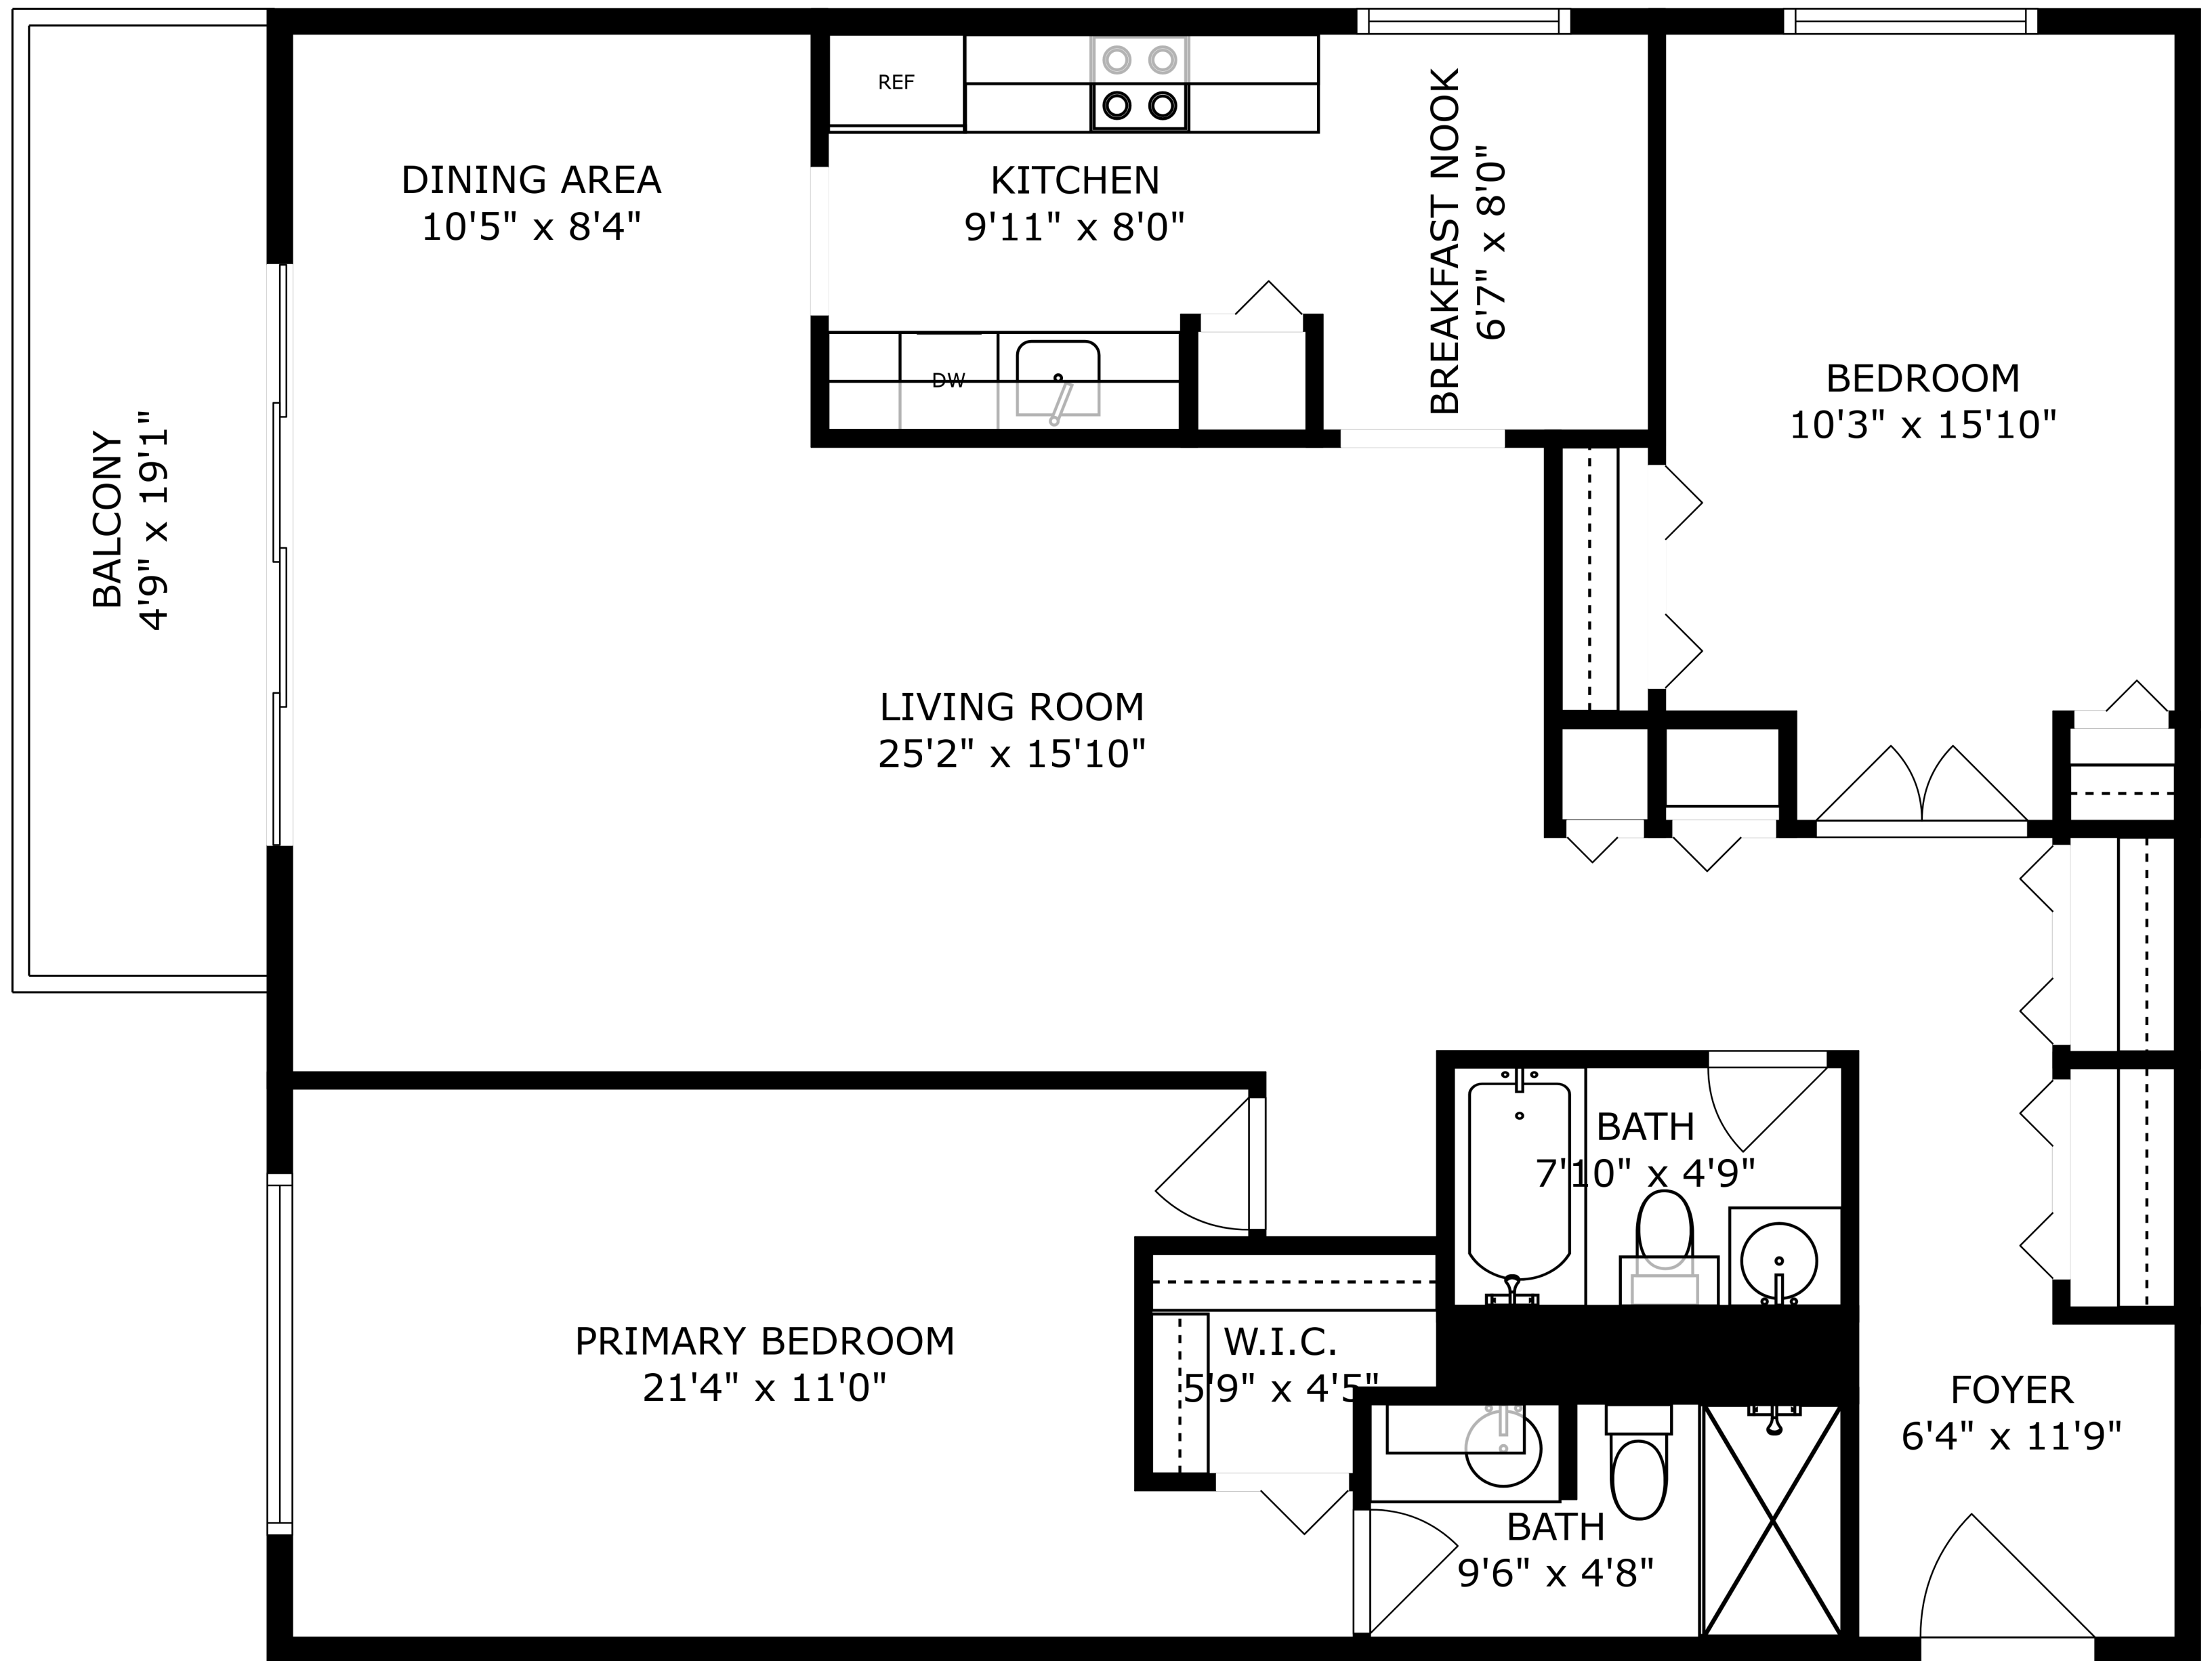 REF
DINING AREA
10'5" x 8'4"
KITCHEN
9'11" x 8'0"
BREAKFAST NOOK
6'7" x 8'0"
DW
BEDROOM
10'3" x 15'10"
BALCONY
4'9" x 19'1"
LIVING ROOM
25'2" x 15'10"
BATH
7'10" x 4'9"
PRIMARY BEDROOM
21'4" x 11'0"
W.I.C.
5'9" x 4'5"
FOYER
6'4" x 11'9"
BATH
9'6" x 4'8"